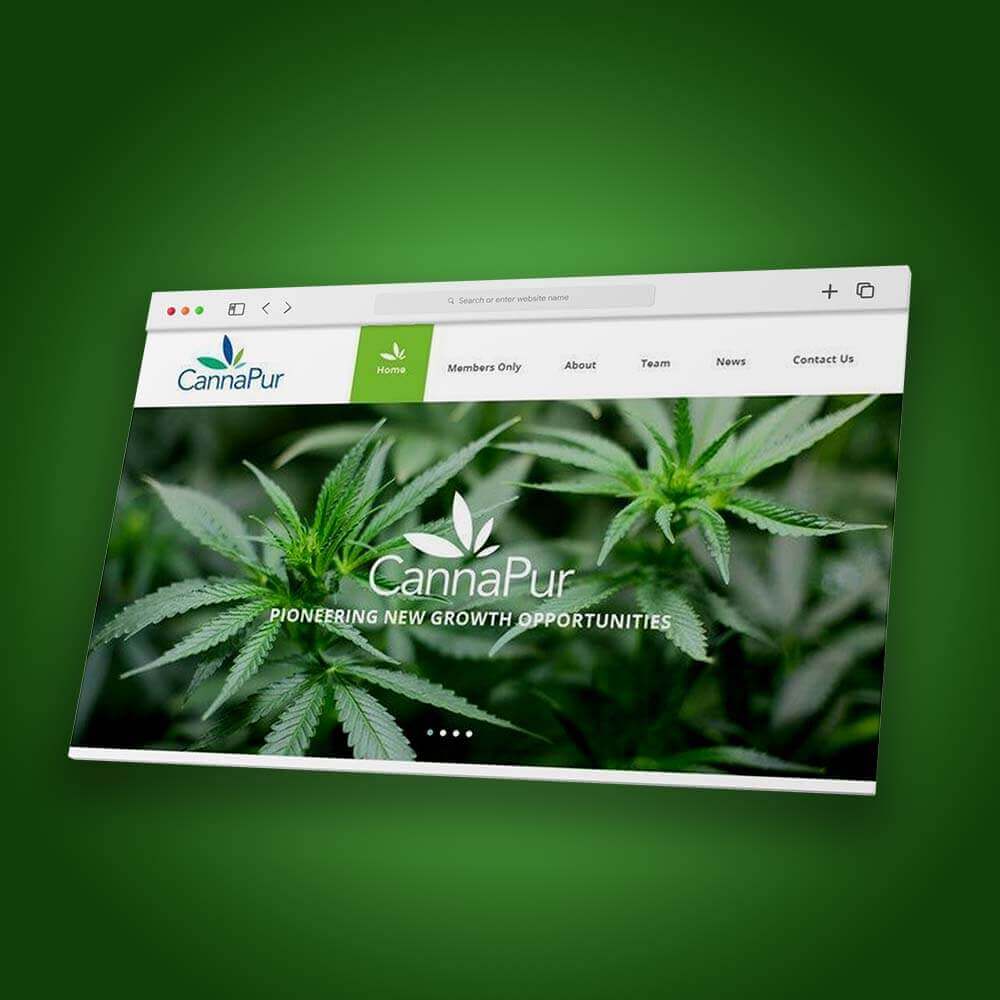 Search or enter website name
CannaPur
Home
Members Only
About
Team
News
Contact Us
CannaPur
PIONEERING NEW GROWTH OPPORTUNITIES